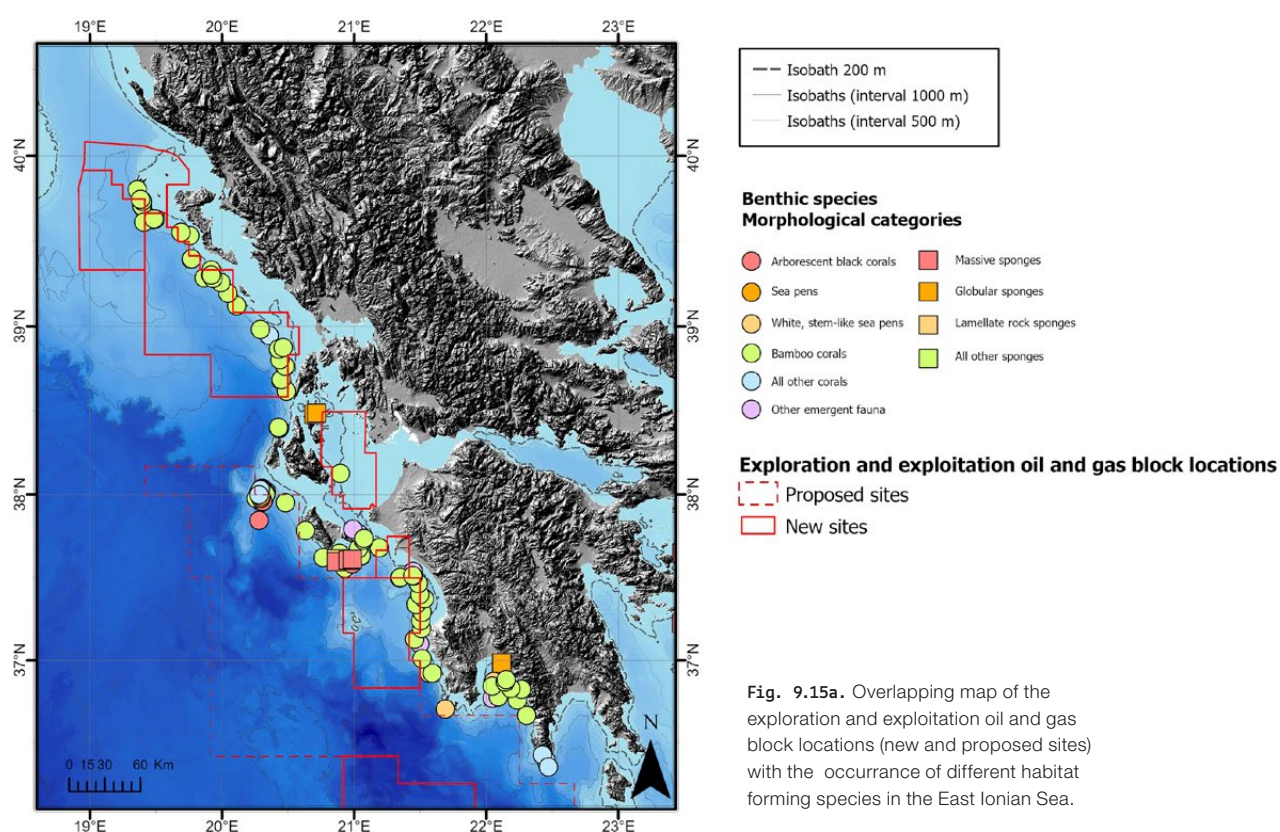 19°E 20°E 21°E 22°E 23°E
40°N 40°N
39°N 39°N
38°N 38°N
37°N 37°N
N
0 15 30 60 Km
19°E 20°E 21°E 22°E 23°E
Isobath 200 m
Isobaths (interval 1000 m)
Isobaths (interval 500 m)
Benthic species
Morphological categories
Arborescent black corals
Sea pens
White, stem-like sea pens
Bamboo corals
All other corals
Other emergent fauna
Massive sponges
Globular sponges
Lamellate rock sponges
All other sponges
Exploration and exploitation oil and gas block locations
Proposed sites
New sites
Fig. 9.15a. Overlapping map of the
exploration and exploitation oil and gas
block locations (new and proposed sites)
with the occurrance of different habitat
forming species in the East Ionian Sea.